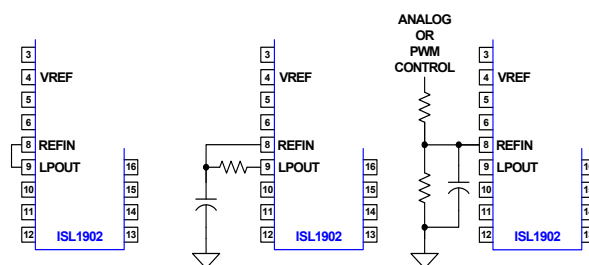 ANALOG
OR
PWM
CONTROL
3
4 VREF
5
6
8 REFIN
9 LPOUT 16
10 15
11 14
12 ISL1902 13
3
4 VREF
5
6
8 REFIN
9 LPOUT 16
10 15
11 14
12 ISL1902 13
3
4 VREF
5
6
8 REFIN
9 LPOUT
10
11
12 ISL1902